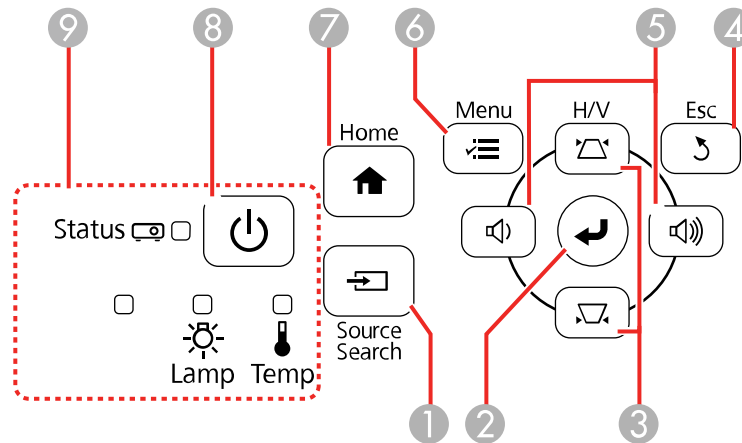 9 8 7 6 5 4
Menu H/V Esc
Home
Status
Source
Search
Lamp Temp
1 2 3